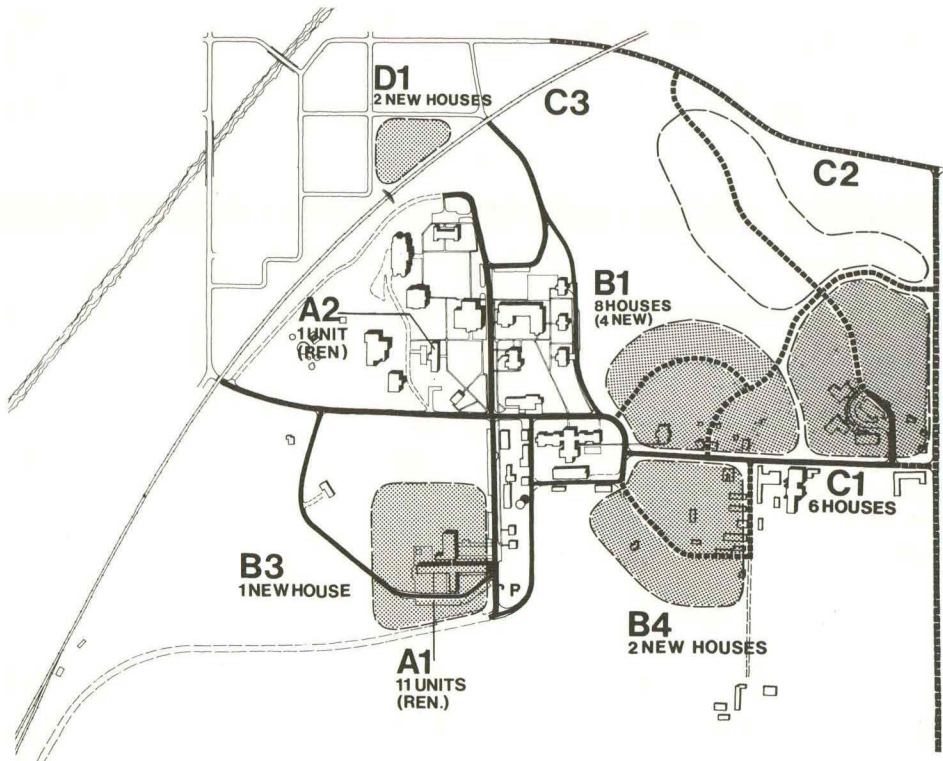 D1
2 NEW HOUSES
C3
C2
B1
8 HOUSES
(4 NEW)
A2
1 UNIT
(REN)
C1
6 HOUSES
B3
1 NEW HOUSE
P
B4
2 NEW HOUSES
A1
11 UNITS
(REN.)